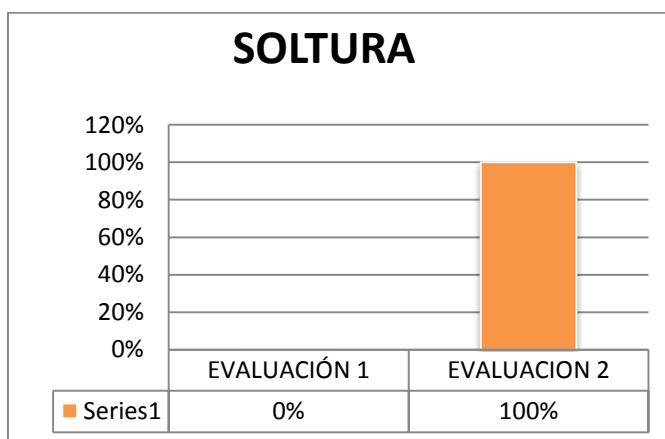 SOLTURA
120%
100%
80%
60%
40%
20%
0%
EVALUACIÓN 1 EVALUACION 2
Series1 0% 100%